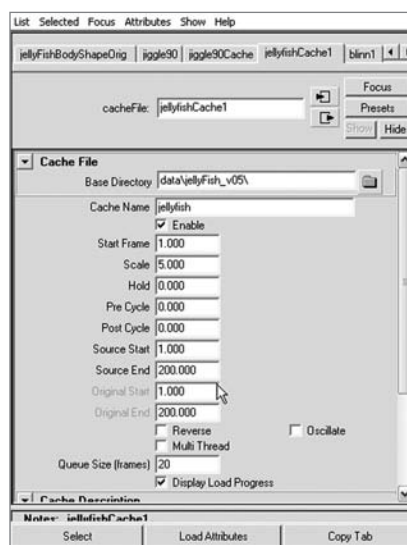 List Selected Focus Attributes Show Help
jellyFishBodyShapeOrig jiggle90 jiggle90Cache jellyfishCache1 blinn1
Focus
cacheFile: jellyfishCache1
Presets
Show Hide
Cache File
Base Directory data\jellyFish_v05\
Cache Name jellyfish
Enable
Start Frame 1.000
Scale 5.000
Hold 0.000
Pre Cycle 0.000
Post Cycle 0.000
Source Start 1.000
Source End 200.000
Original Start 1.000
Original End 200.000
Reverse Oscillate
Multi Thread
Queue Size (frames) 20
Display Load Progress
Cache Description
Notes: jellyfishCache1
Select Load Attributes Copy Tab